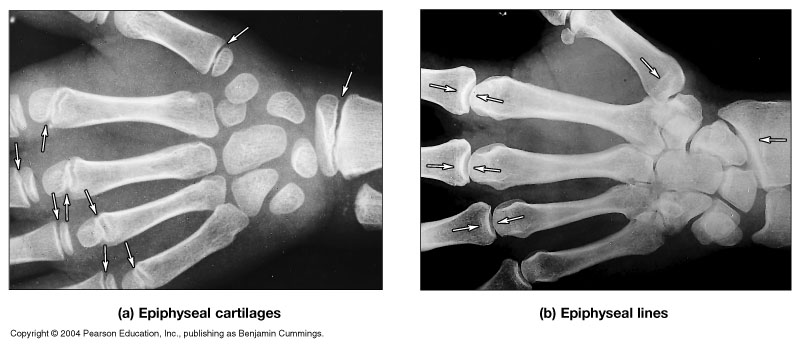 (a) Epiphyseal cartilages
(b) Epiphyseal lines
Copyright © 2004 Pearson Education, Inc., publishing as Benjamin Cummings.